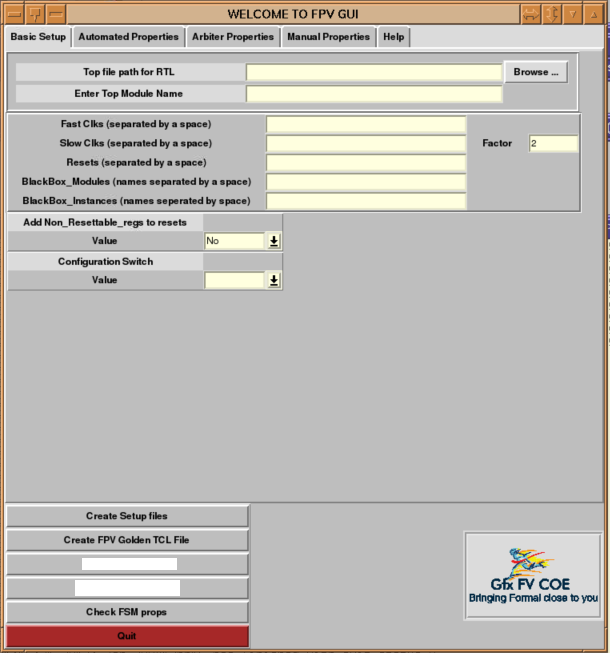 WELCOME TO FPV GUI
Basic Setup Automated Properties Arbiter Properties Manual Properties Help
Top file path for RTL Browse ...
Enter Top Module Name
Fast Clks (separated by a space)
Slow Clks (separated by a space) Factor 2
Resets (separated by a space)
BlackBox_Modules (names separated by a space)
BlackBox_Instances (names seperated by space)
Add Non_Resettable_regs to resets
Value No
Configuration Switch
Value
Create Setup files
Create FPV Golden TCL File
Check FSM props
Quit
Gfx FV COE
Bringing Formal close to you